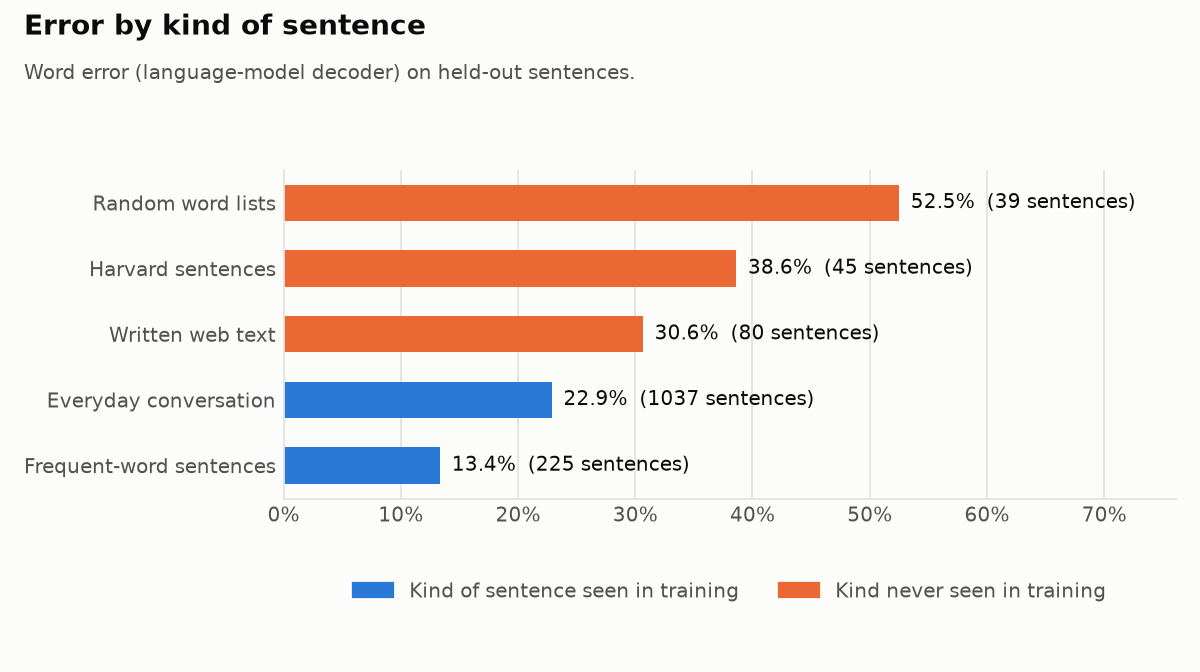 Error by kind of sentence
Word error (language-model decoder) on held-out sentences.
Random word lists 52.5% (39 sentences)
Harvard sentences 38.6% (45 sentences)
Written web text 30.6% (80 sentences)
Everyday conversation 22.9% (1037 sentences)
Frequent-word sentences 13.4% (225 sentences)
0% 10% 20% 30% 40% 50% 60% 70%
Kind of sentence seen in training Kind never seen in training